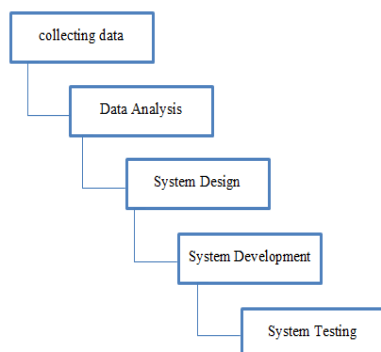 collecting data
Data Analysis
System Design
System Development
System Testing